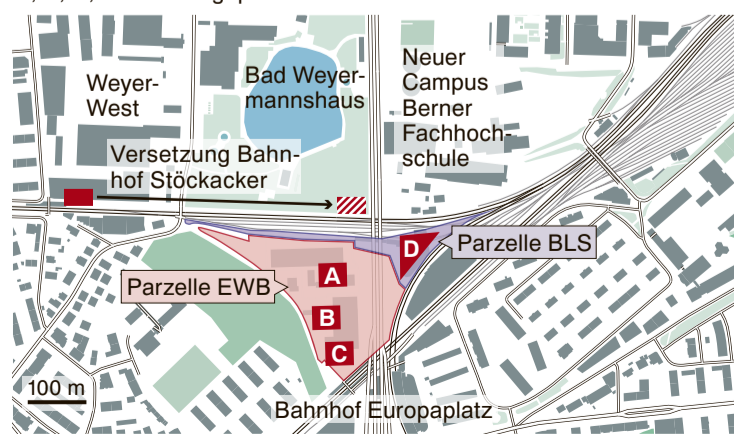 Weyer-
West
Bad Weyer-
mannshaus
Neuer
Campus
Berner
Fachhoch-
schule
Versetzung Bahn-
hof Stöckacker
D
Parzelle BLS
A
Parzelle EWB
B
C
100 m
Bahnhof Europaplatz